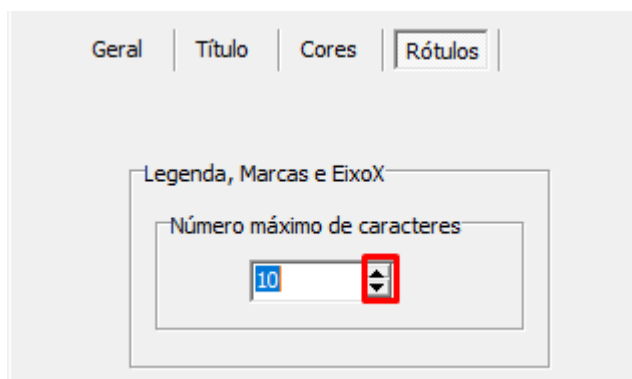 Geral Título Cores Rótulos
Legenda, Marcas e EixoX
Número máximo de caracteres
10